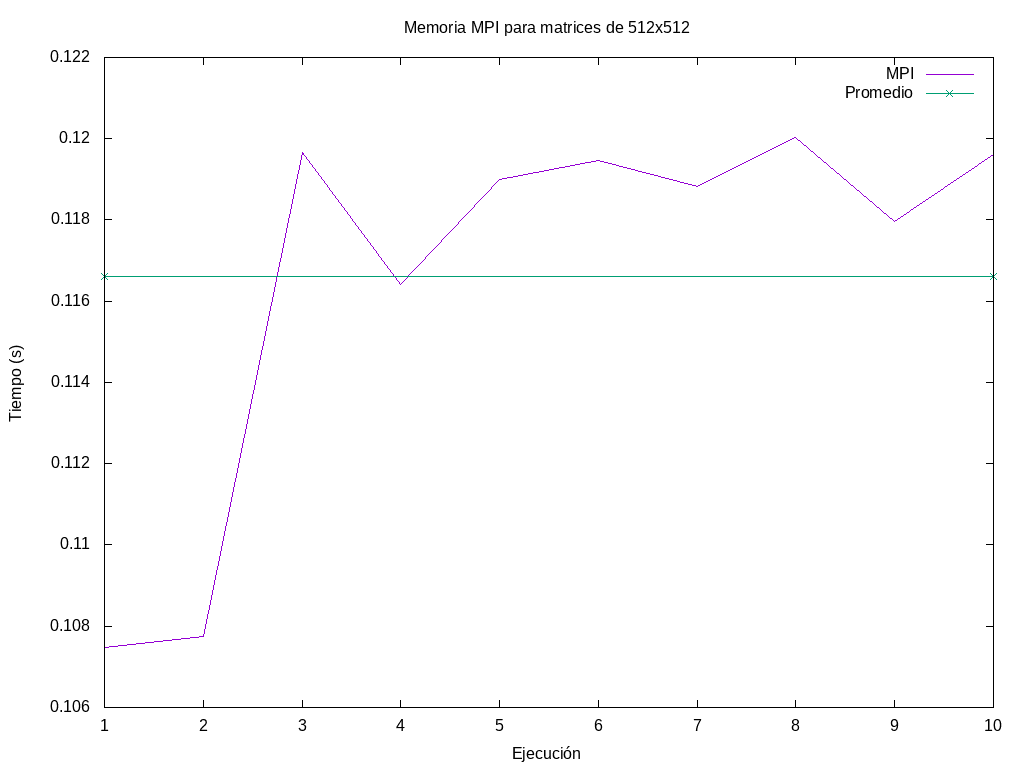 Memoria MPI para matrices de 512x512
MPI
Promedio
0.122
0.12
0.118
0.116
0.114
0.112
0.11
0.108
0.106
Tiempo (s)
1 2 3 4 5 6 7 8 9 10
Ejecución